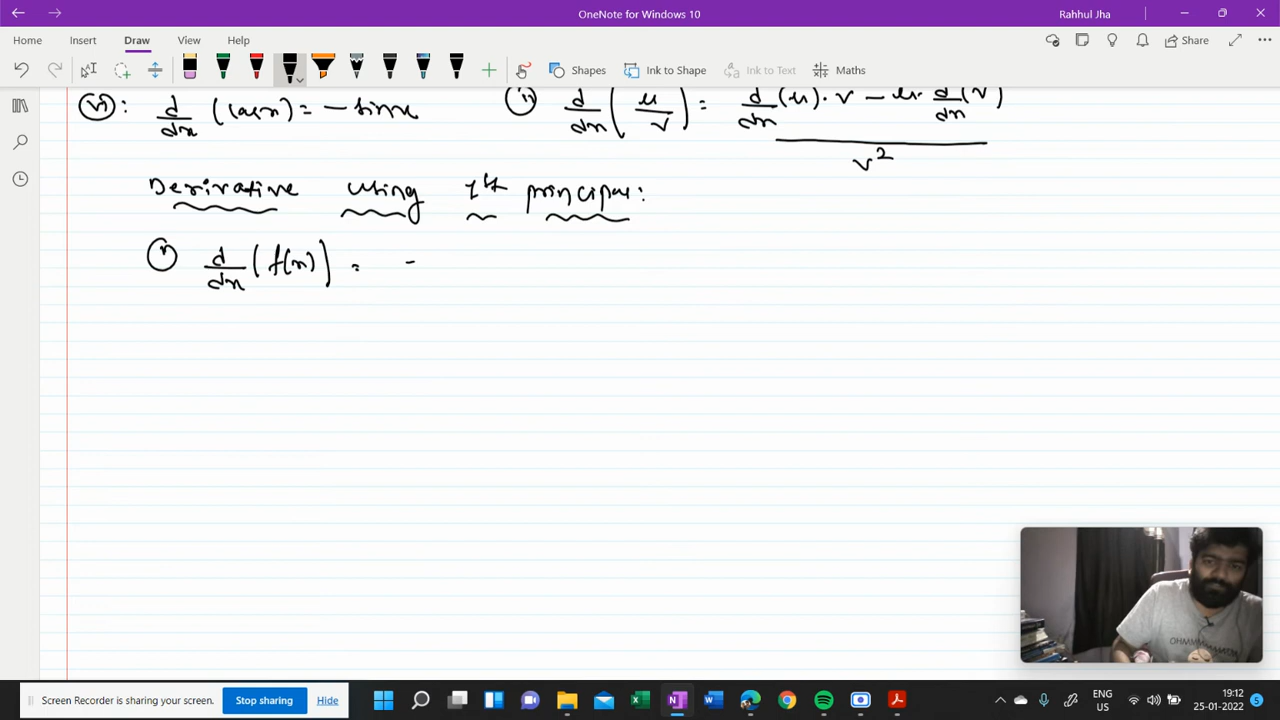 OneNote for Windows 10
Rahhul Jha
Home Insert Draw View Help
Share
Shapes Ink to Shape Ink to Text Maths
(vi): d/dx (cosx) = - sinx
(ii) d/dx (u/v) = d/dx (u) · v - u · d/dx (v)
v²
Derivative using 1st principal:
(i) d/dx (f(x)) = -
OHHHH
Screen Recorder is sharing your screen. Stop sharing Hide
ENG
US
19:12
25-01-2022
5